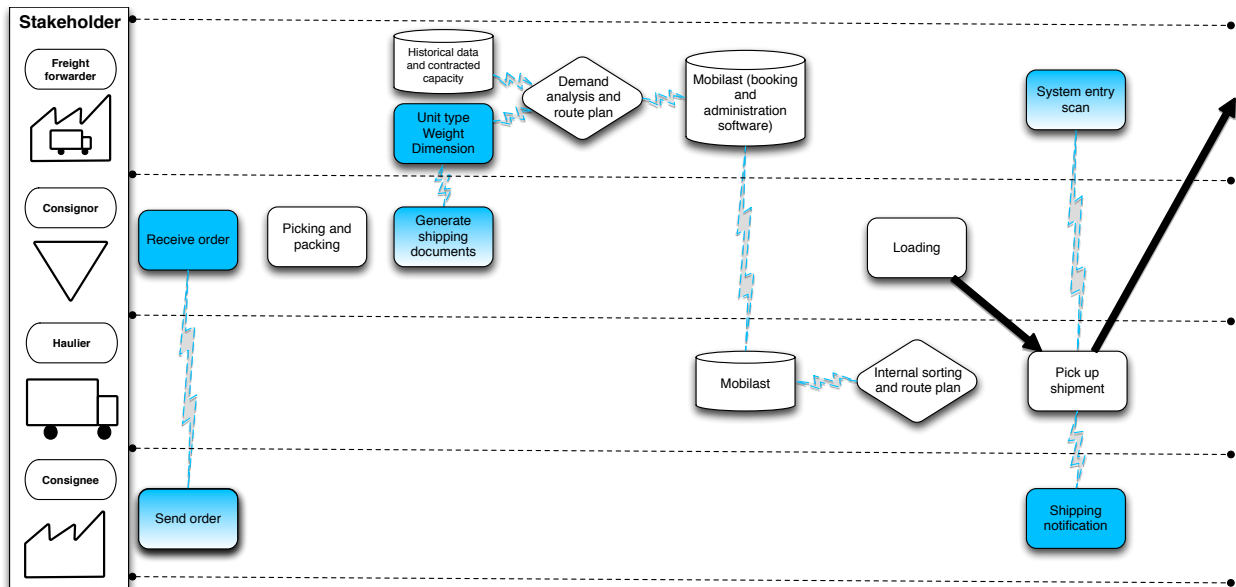 Stakeholder
Freight
forwarder
Historical data
and contracted
capacity
Demand
analysis and
route plan
Mobilast (booking
and
administration
software)
System entry
scan
Unit type
Weight
Dimension
Consignor
Receive order
Picking and
packing
Generate
shipping
documents
Loading
Haulier
Mobilast
Internal sorting
and route plan
Pick up
shipment
Consignee
Send order
Shipping
notification